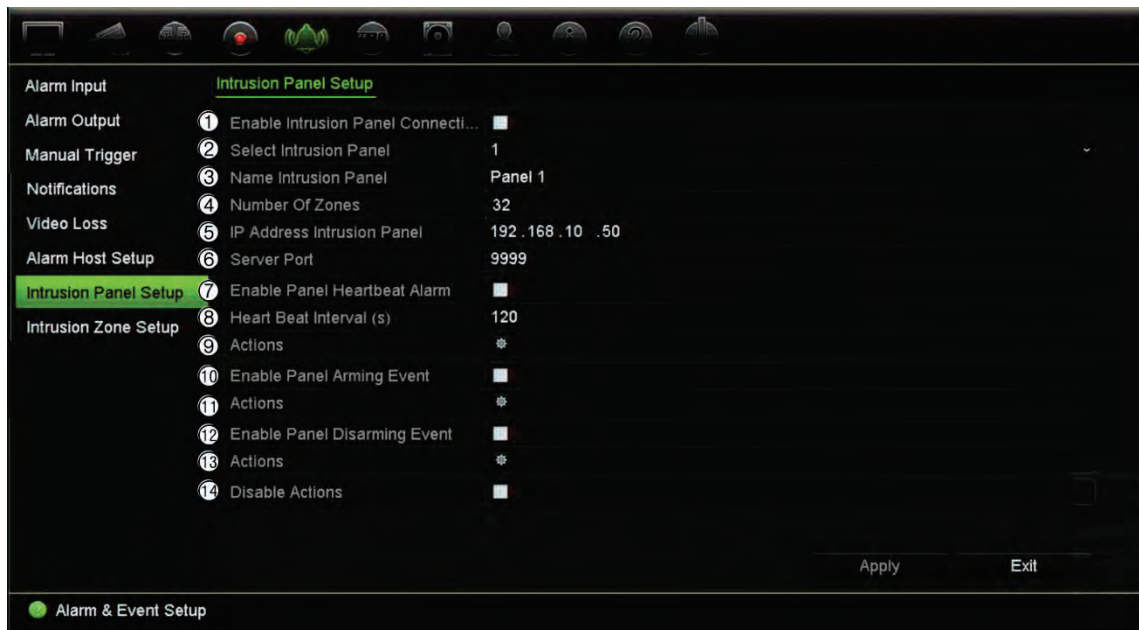 Alarm Input
Alarm Output
Manual Trigger
Notifications
Video Loss
Alarm Host Setup
Intrusion Panel Setup
Intrusion Zone Setup
Intrusion Panel Setup
① Enable Intrusion Panel Connecti...
② Select Intrusion Panel 1
③ Name Intrusion Panel Panel 1
④ Number Of Zones 32
⑤ IP Address Intrusion Panel 192 .168 .10 .50
⑥ Server Port 9999
⑦ Enable Panel Heartbeat Alarm
⑧ Heart Beat Interval (s) 120
⑨ Actions
⑩ Enable Panel Arming Event
⑪ Actions
⑫ Enable Panel Disarming Event
⑬ Actions
⑭ Disable Actions
Apply Exit
Alarm & Event Setup